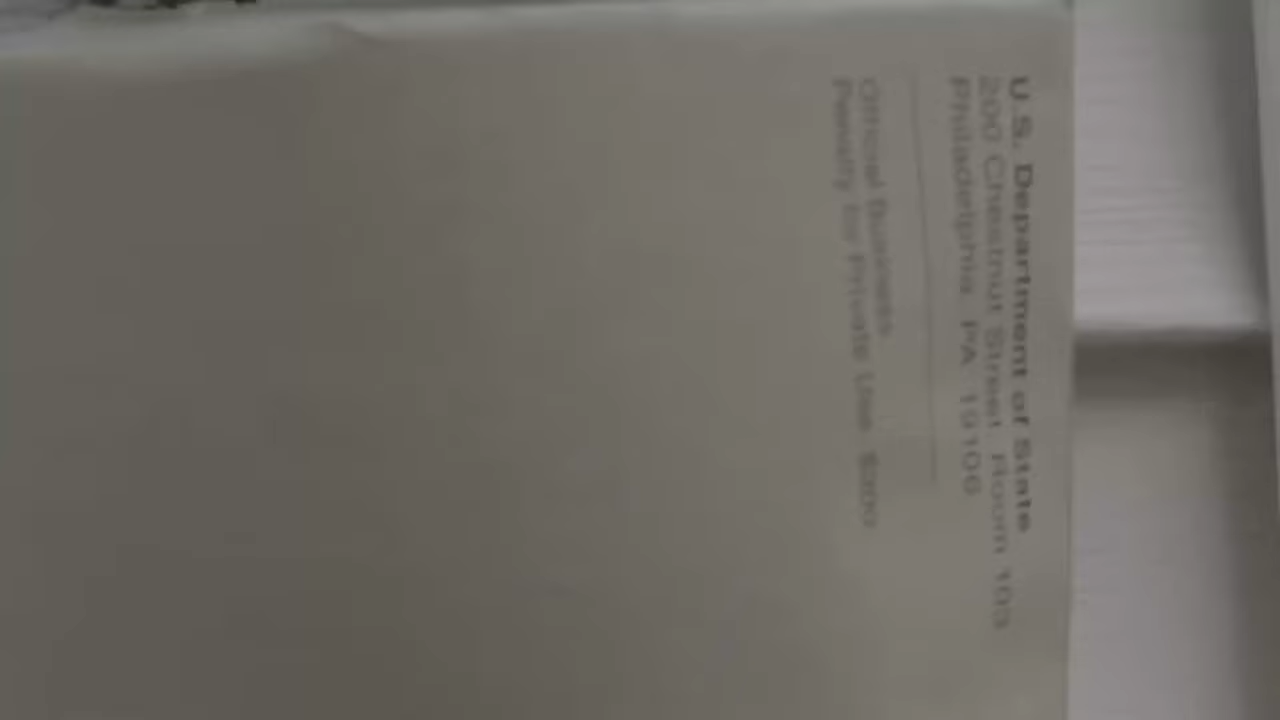 U.S. Department of State
200 Chestnut Street Room 103
Philadelphia PA 19106
Official Business
Penalty for Private Use $300